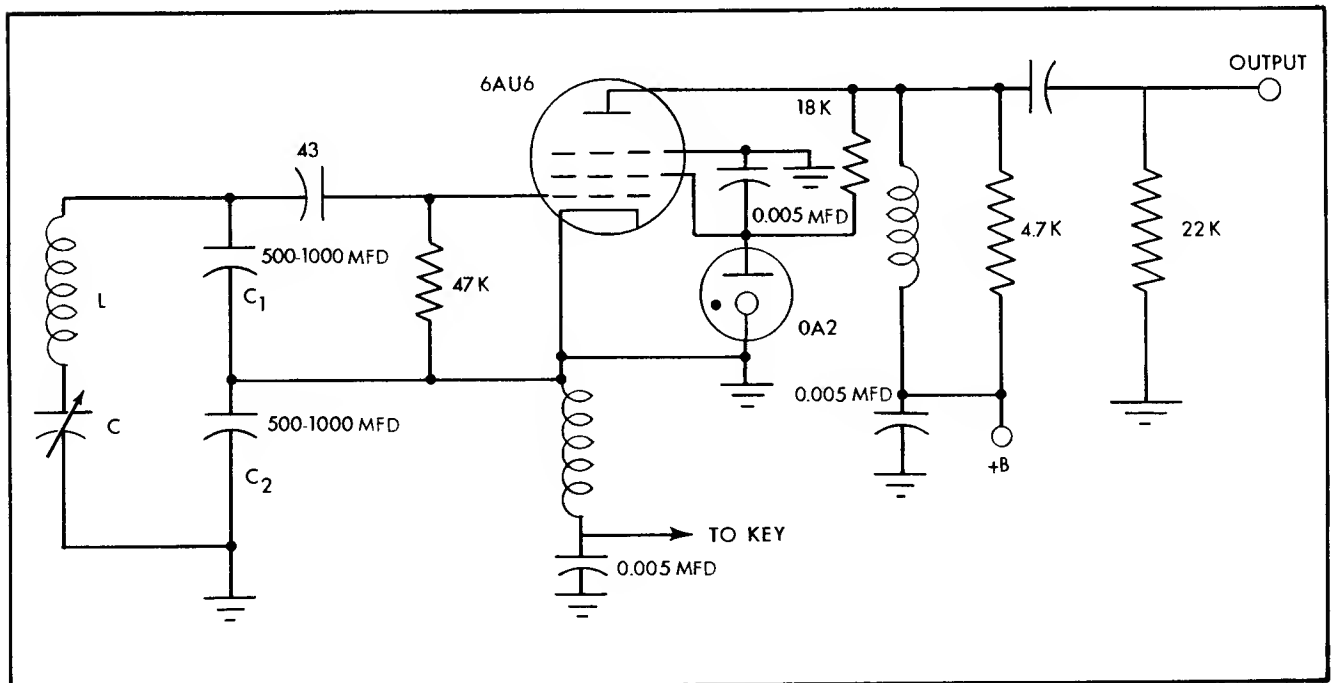 OUTPUT
6AU6
18 K
43
0.005 MFD
500-1000 MFD
4.7 K
22 K
47 K
L
C1
0A2
0.005 MFD
C
500-1000 MFD
+B
C2
TO KEY
0.005 MFD